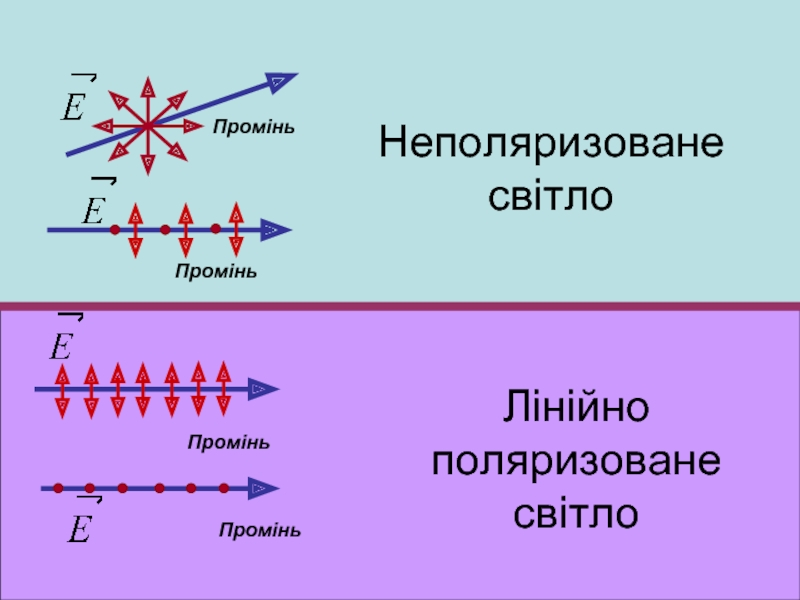 E
Промінь
Неполяризоване
світло
E
Промінь
E
Промінь
Лінійно
поляризоване
світло
E
Промінь